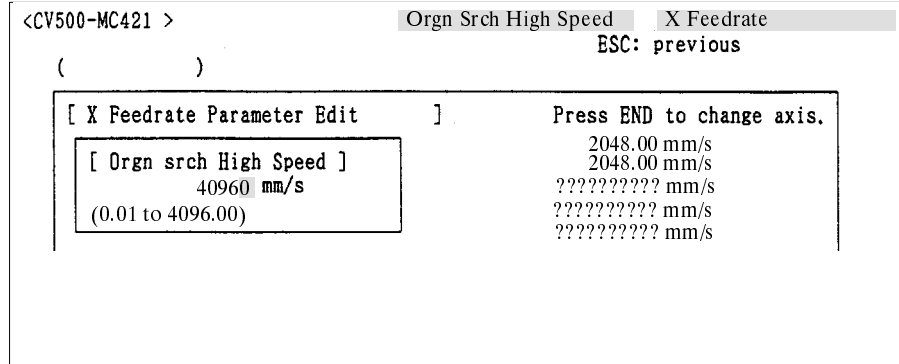 <CV500-MC421 > Orgn Srch High Speed X Feedrate
ESC: previous
( )
[ X Feedrate Parameter Edit ] Press END to change axis.
2048.00 mm/s
[ Orgn srch High Speed ] 2048.00 mm/s
40960 mm/s ?????????? mm/s
(0.01 to 4096.00) ?????????? mm/s
?????????? mm/s